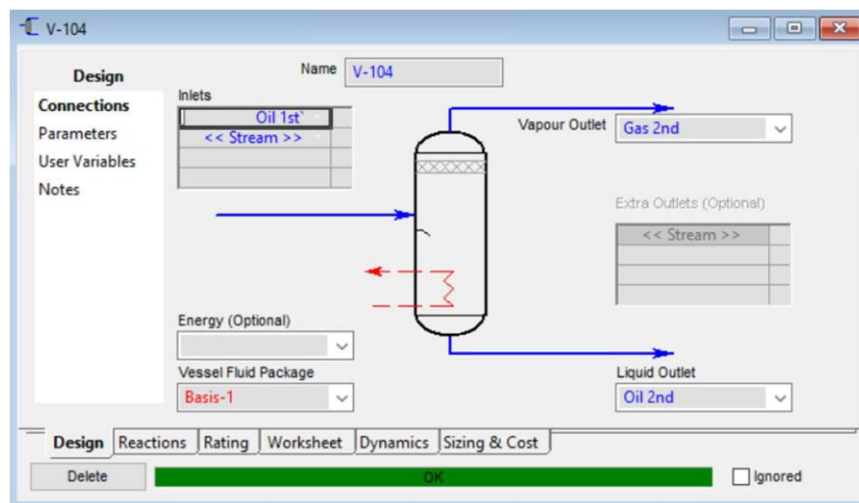 V-104
Design
Connections
Parameters
User Variables
Notes
Name V-104
Inlets
Oil 1st`
<< Stream >>
Vapour Outlet Gas 2nd
Extra Outlets (Optional)
<< Stream >>
Energy (Optional)
Vessel Fluid Package
Basis-1
Liquid Outlet
Oil 2nd
Design Reactions Rating Worksheet Dynamics Sizing & Cost
Delete OK Ignored